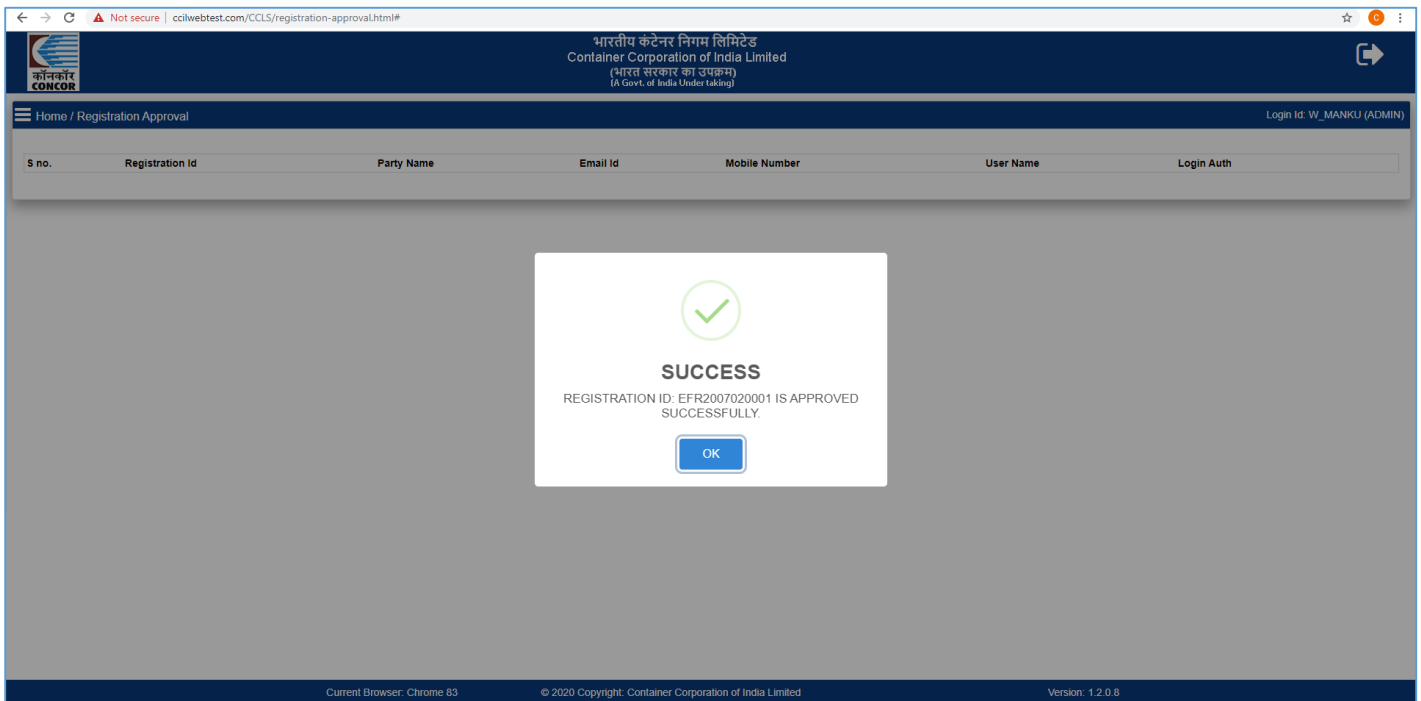 Not secure | ccilwebtest.com/CCLS/registration-approval.html#
C
कॉनकॉर
CONCOR
भारतीय कंटेनर निगम लिमिटेड
Container Corporation of India Limited
(भारत सरकार का उपक्रम)
(A Govt. of India Undertaking)
Home / Registration Approval
Login Id: W_MANKU (ADMIN)
S no. Registration Id Party Name Email Id Mobile Number User Name Login Auth
SUCCESS
REGISTRATION ID: EFR2007020001 IS APPROVED
SUCCESSFULLY.
OK
Current Browser: Chrome 83 © 2020 Copyright: Container Corporation of India Limited Version: 1.2.0.8